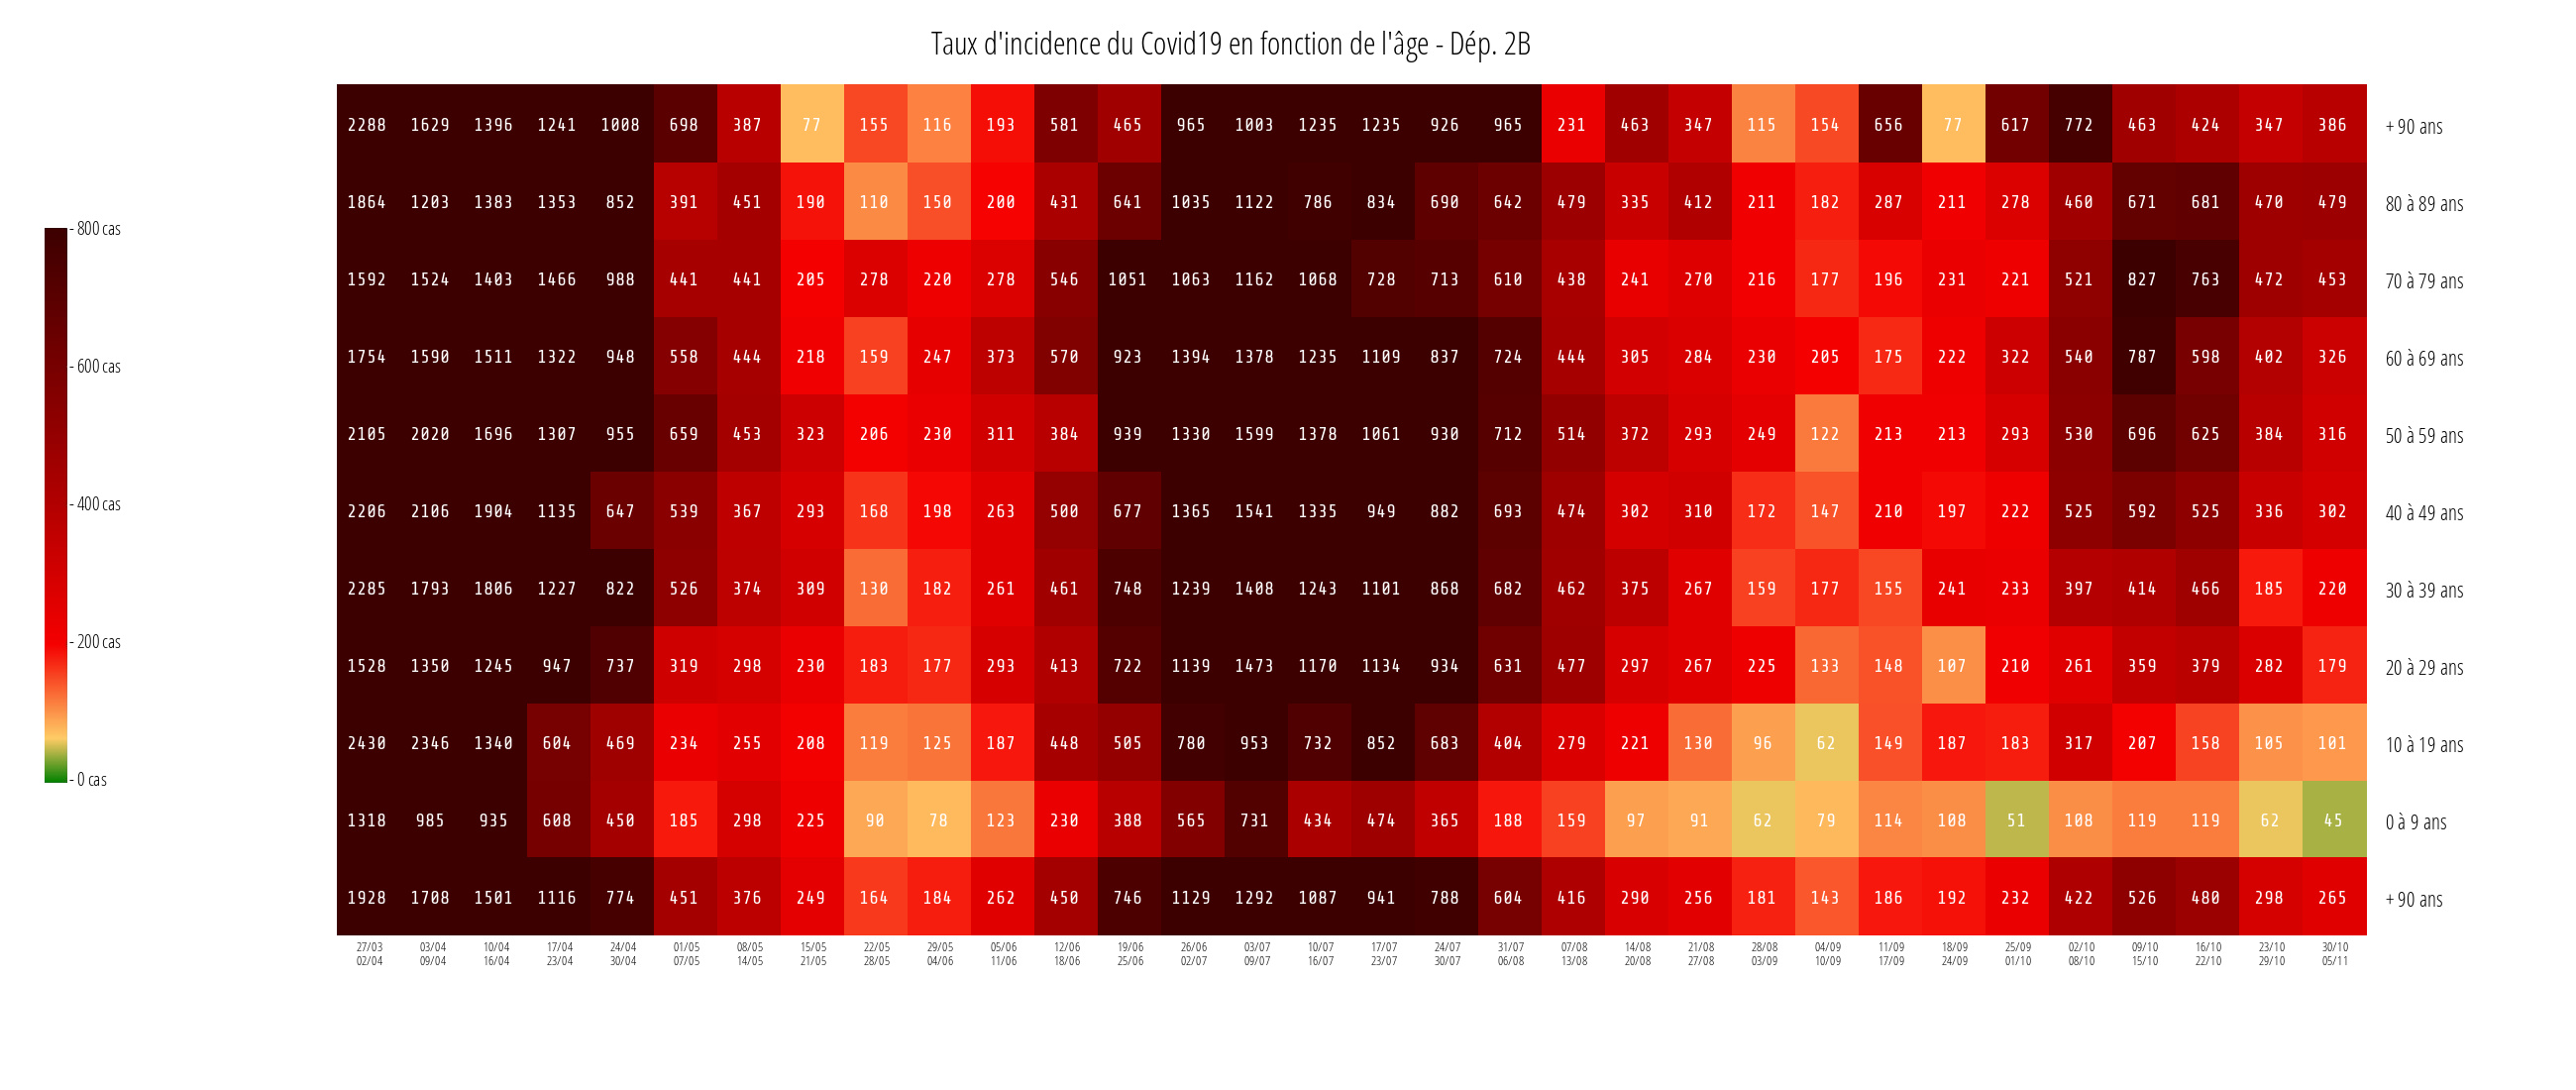 Taux d'incidence du Covid19 en fonction de l'âge - Dép. 2B
- 800 cas
- 600 cas
- 400 cas
- 200 cas
- 0 cas
2288 1629 1396 1241 1008 698 387 77 155 116 193 581 465 965 1003 1235 1235 926 965 231 463 347 115 154 656 77 617 772 463 424 347 386 + 90 ans
1864 1203 1383 1353 852 391 451 190 110 150 200 431 641 1035 1122 786 834 690 642 479 335 412 211 182 287 211 278 460 671 681 470 479 80 à 89 ans
1592 1524 1403 1466 988 441 441 205 278 220 278 546 1051 1063 1162 1068 728 713 610 438 241 270 216 177 196 231 221 521 827 763 472 453 70 à 79 ans
1754 1590 1511 1322 948 558 444 218 159 247 373 570 923 1394 1378 1235 1109 837 724 444 305 284 230 205 175 222 322 540 787 598 402 326 60 à 69 ans
2105 2020 1696 1307 955 659 453 323 206 230 311 384 939 1330 1599 1378 1061 930 712 514 372 293 249 122 213 213 293 530 696 625 384 316 50 à 59 ans
2206 2106 1904 1135 647 539 367 293 168 198 263 500 677 1365 1541 1335 949 882 693 474 302 310 172 147 210 197 222 525 592 525 336 302 40 à 49 ans
2285 1793 1806 1227 822 526 374 309 130 182 261 461 748 1239 1408 1243 1101 868 682 462 375 267 159 177 155 241 233 397 414 466 185 220 30 à 39 ans
1528 1350 1245 947 737 319 298 230 183 177 293 413 722 1139 1473 1170 1134 934 631 477 297 267 225 133 148 107 210 261 359 379 282 179 20 à 29 ans
2430 2346 1340 604 469 234 255 208 119 125 187 448 505 780 953 732 852 683 404 279 221 130 96 62 149 187 183 317 207 158 105 101 10 à 19 ans
1318 985 935 608 450 185 298 225 90 78 123 230 388 565 731 434 474 365 188 159 97 91 62 79 114 108 51 108 119 119 62 45 0 à 9 ans
1928 1708 1501 1116 774 451 376 249 164 184 262 450 746 1129 1292 1087 941 788 604 416 290 256 181 143 186 192 232 422 526 480 298 265 + 90 ans
27/03 03/04 10/04 17/04 24/04 01/05 08/05 15/05 22/05 29/05 05/06 12/06 19/06 26/06 03/07 10/07 17/07 24/07 31/07 07/08 14/08 21/08 28/08 04/09 11/09 18/09 25/09 02/10 09/10 16/10 23/10 30/10
02/04 09/04 16/04 23/04 30/04 07/05 14/05 21/05 28/05 04/06 11/06 18/06 25/06 02/07 09/07 16/07 23/07 30/07 06/08 13/08 20/08 27/08 03/09 10/09 17/09 24/09 01/10 08/10 15/10 22/10 29/10 05/11